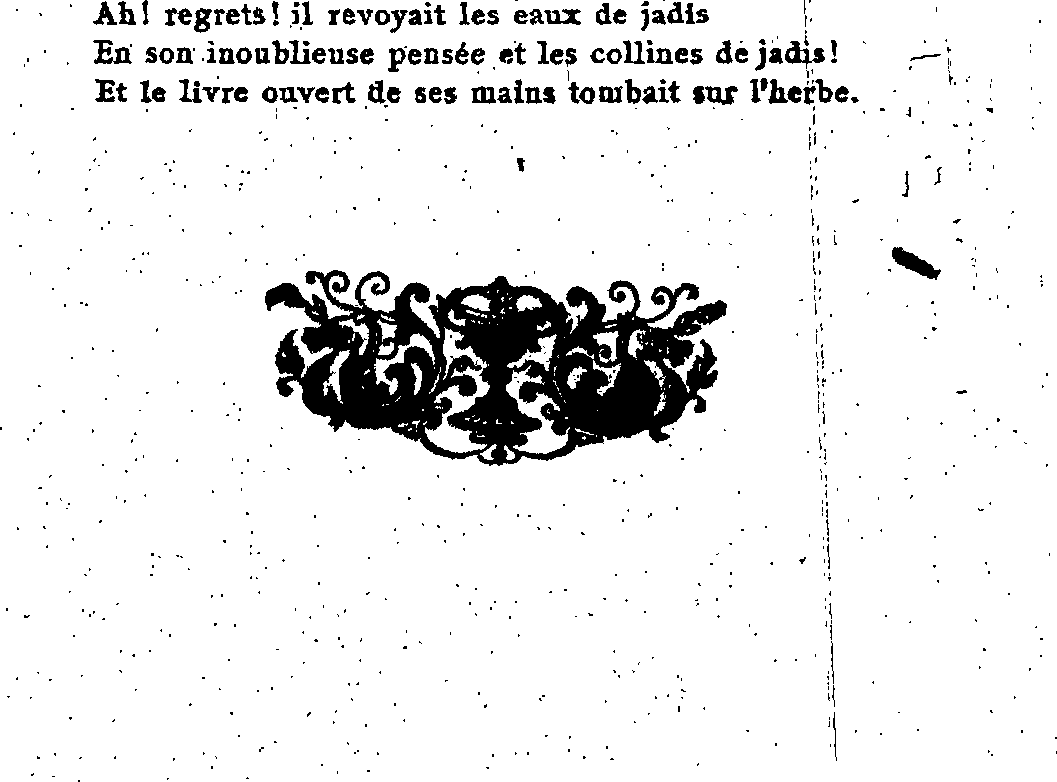 Ah! regrets! il revoyait les eaux de jadis
En son inoublieuse pensée et les collines de jadis!
Et le livre ouvert de ses mains tombait sur l'herbe.